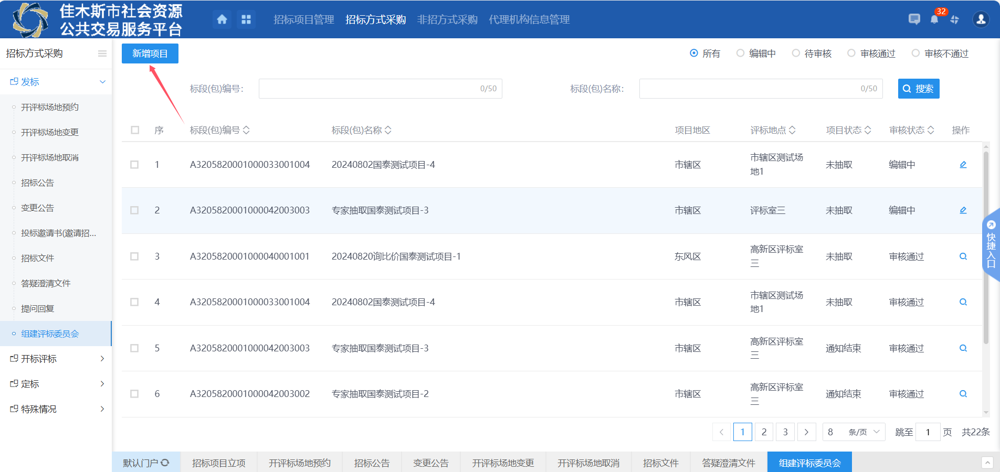 佳木斯市社会资源
公共交易服务平台
招标项目管理 招标方式采购 非招方式采购 代理机构信息管理
32
招标方式采购
新增项目
所有 编辑中 待审核 审核通过 审核不通过
发标
标段(包)编号： 0/50 标段(包)名称： 0/50 搜索
开评标场地预约
开评标场地变更
开评标场地取消
招标公告
变更公告
投标邀请书(邀请招...
招标文件
答疑澄清文件
提问回复
组建评标委员会
开标评标
定标
特殊情况
序 标段(包)编号 标段(包)名称 项目地区 评标地点 项目状态 审核状态 操作
1 A3205820001000033001004 20240802国泰测试项目-4 市辖区 市辖区测试场地1 未抽取 编辑中
2 A3205820001000042003003 专家抽取国泰测试项目-3 市辖区 评标室三 未抽取 编辑中
3 A3205820001000040001001 20240820询比价国泰测试项目-1 东风区 高新区评标室三 未抽取 审核通过
4 A3205820001000033001004 20240802国泰测试项目-4 市辖区 市辖区测试场地1 未抽取 审核通过
5 A3205820001000042003003 专家抽取国泰测试项目-3 市辖区 高新区评标室三 通知结束 审核通过
6 A3205820001000042003002 专家抽取国泰测试项目-2 市辖区 高新区评标室三 通知结束 审核通过
快捷入口
1 2 3 8 条/页 跳至 1 页 共22条
默认门户 招标项目立项 开评标场地预约 招标公告 变更公告 开评标场地变更 开评标场地取消 招标文件 答疑澄清文件 组建评标委员会